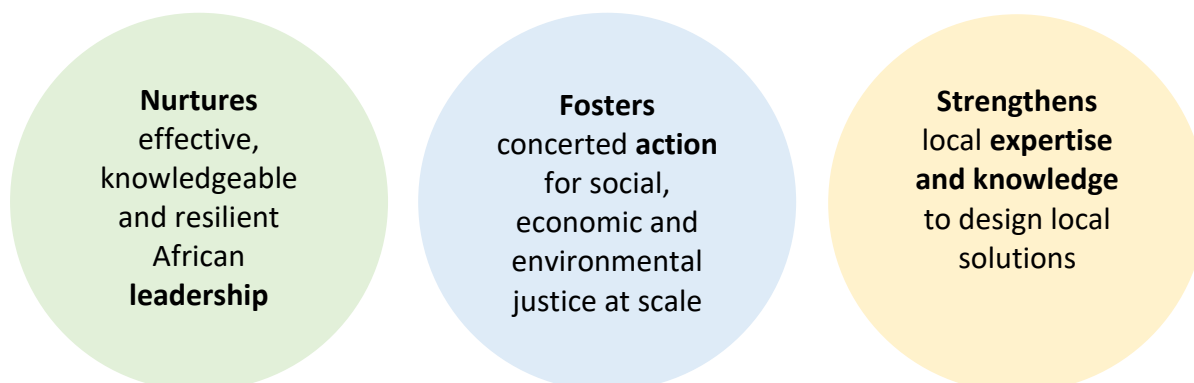 Nurtures
effective,
knowledgeable
and resilient
African
leadership
Fosters
concerted action
for social,
economic and
environmental
justice at scale
Strengthens
local expertise
and knowledge
to design local
solutions